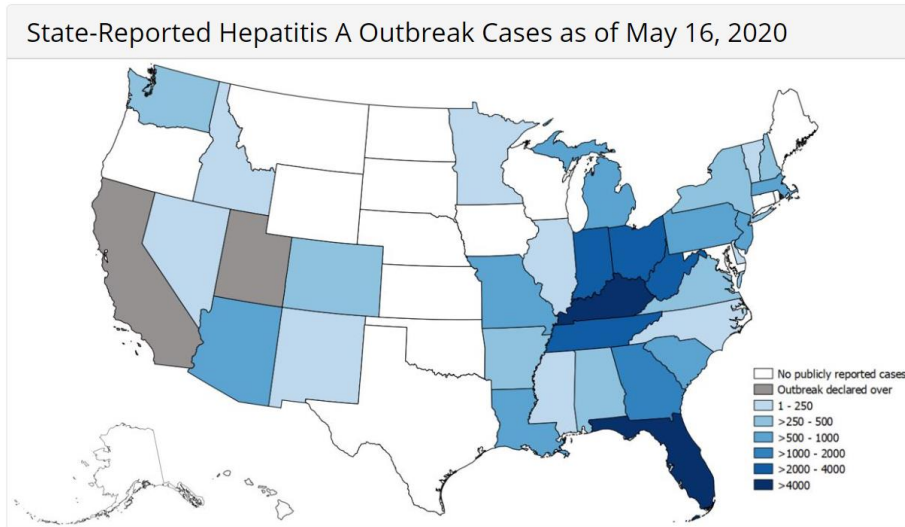 State-Reported Hepatitis A Outbreak Cases as of May 16, 2020
No publicly reported cases
Outbreak declared over
1 - 250
>250 - 500
>500 - 1000
>1000 - 2000
>2000 - 4000
>4000